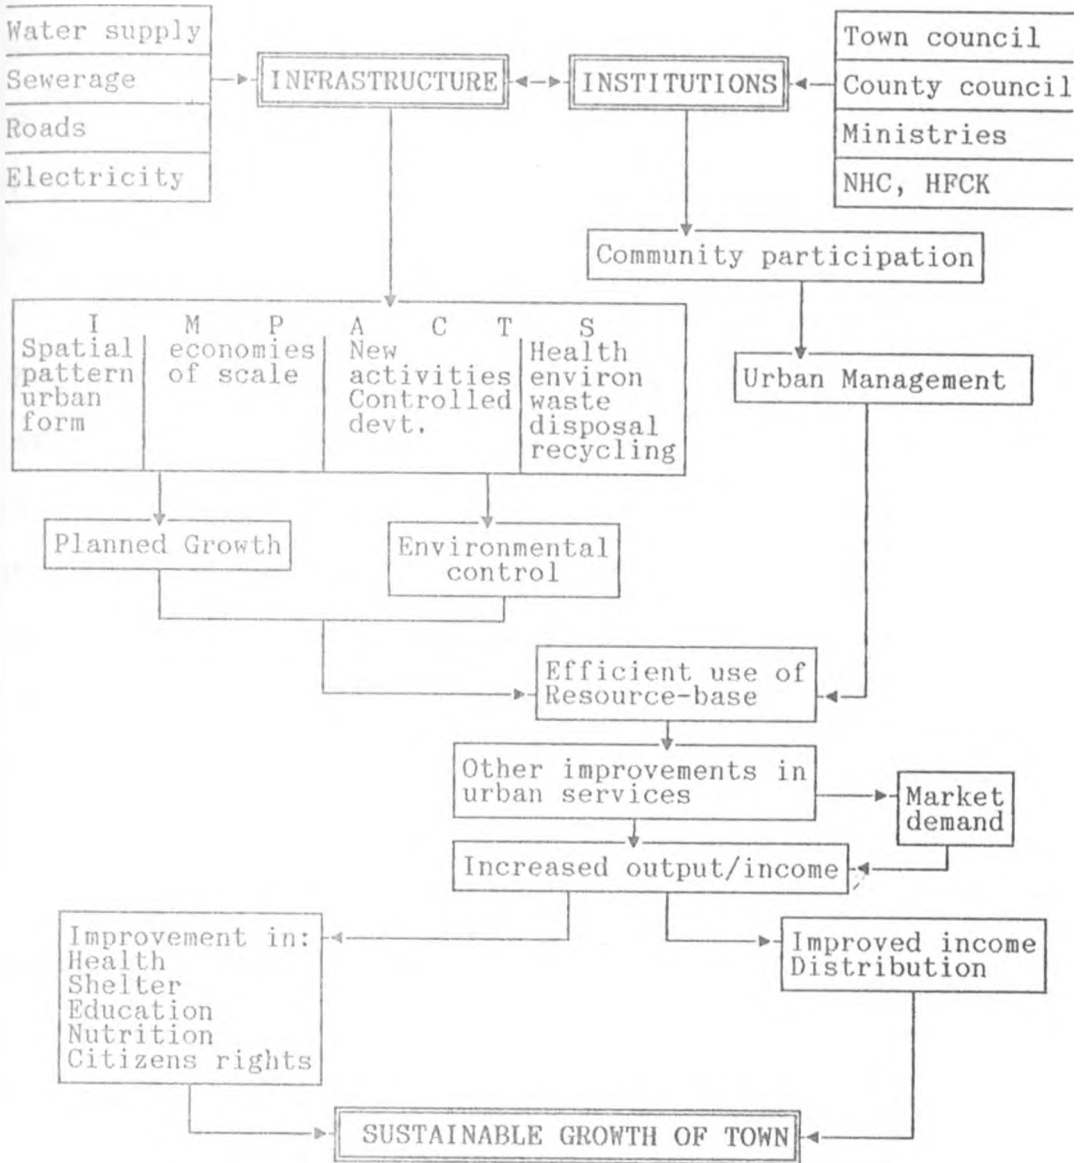 Water supply
Sewerage
Roads
Electricity
INFRASTRUCTURE
INSTITUTIONS
Town council
County council
Ministries
NHC, HFCK
Community participation
Urban Management
I M P A C T S
Spatial
pattern
urban
form
economies
of scale
New
activities
Controlled
devt.
Health
environ
waste
disposal
recycling
Planned Growth
Environmental
control
Efficient use of
Resource-base
Other improvements in
urban services
Market
demand
Increased output/income
Improvement in:
Health
Shelter
Education
Nutrition
Citizens rights
Improved income
Distribution
SUSTAINABLE GROWTH OF TOWN